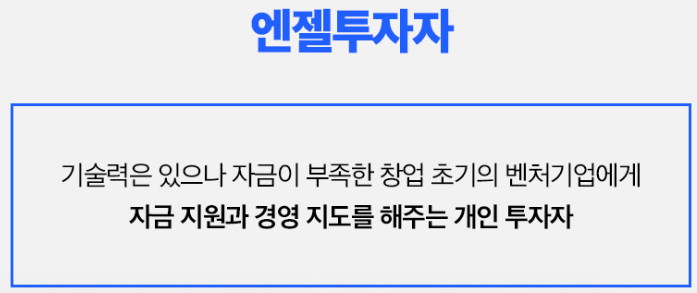 엔젤투자자
기술력은 있으나 자금이 부족한 창업 초기의 벤처기업에게
자금 지원과 경영 지도를 해주는 개인 투자자